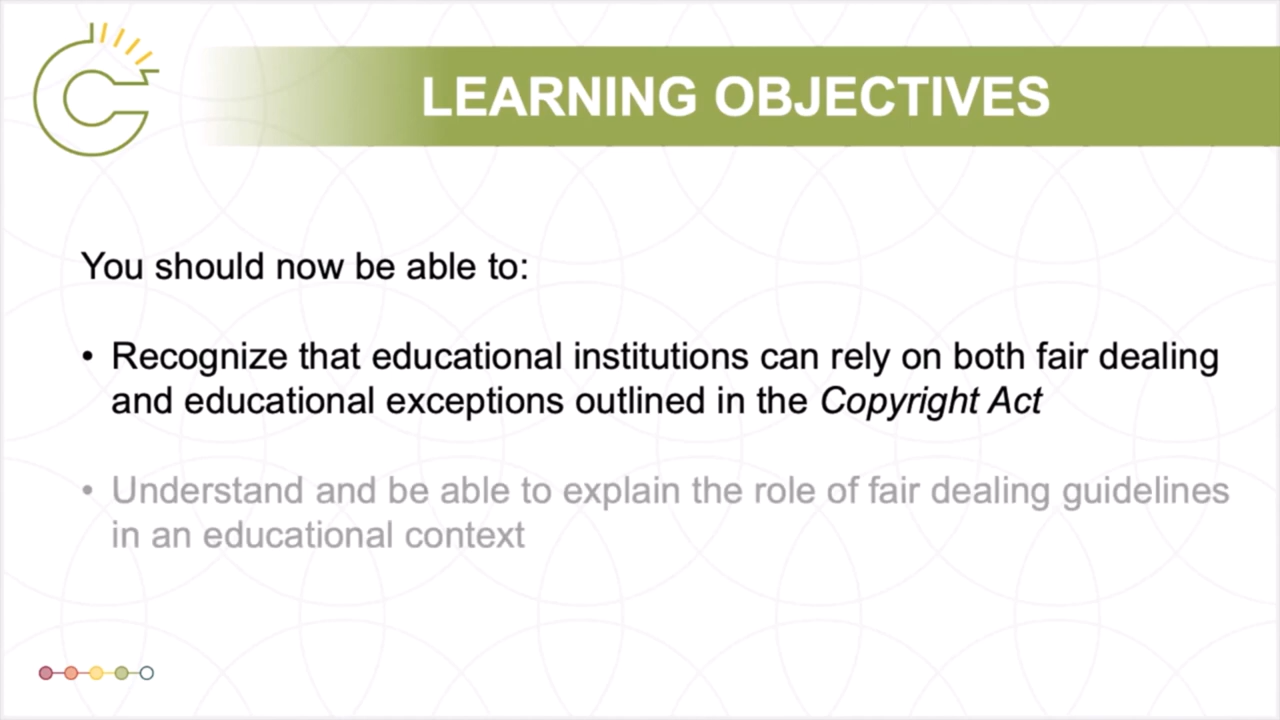 LEARNING OBJECTIVES
You should now be able to:
• Recognize that educational institutions can rely on both fair dealing
and educational exceptions outlined in the Copyright Act
• Understand and be able to explain the role of fair dealing guidelines
in an educational context